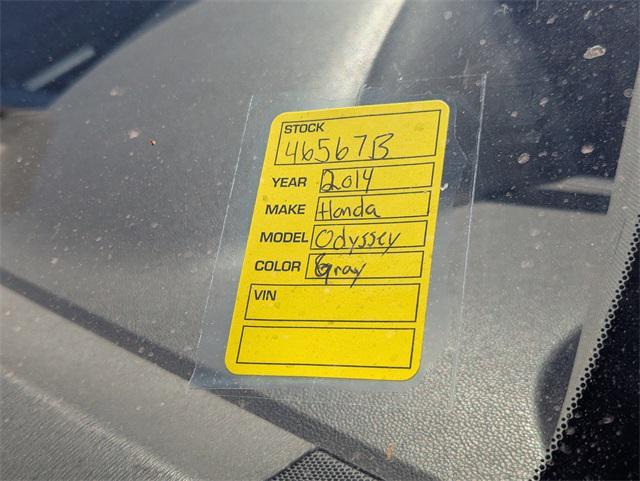 STOCK
46567B
YEAR 2014
MAKE Honda
MODEL Odyssey
COLOR Gray
VIN